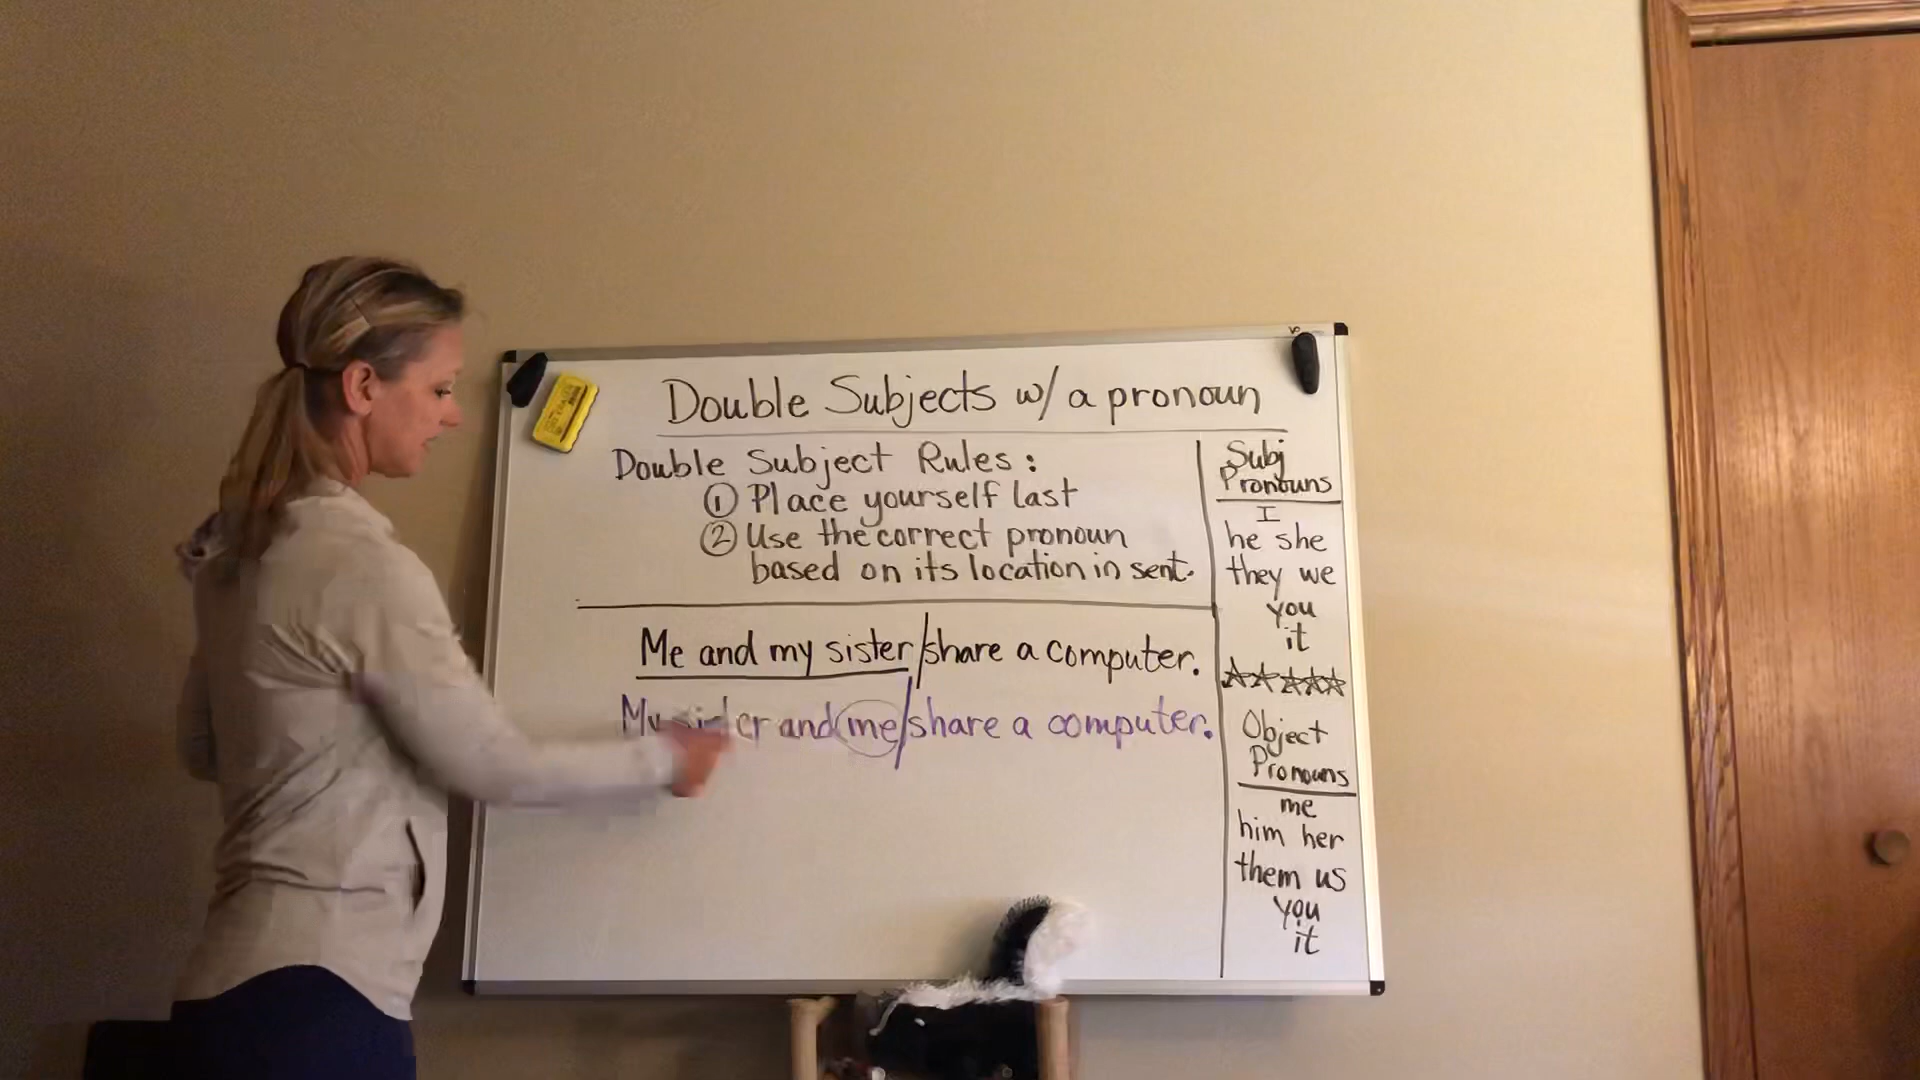 Double Subjects w/ a pronoun
Double Subject Rules:
① Place yourself last
② Use the correct pronoun
based on its location in sent.
Me and my sister/share a computer.
My and me/share a computer.
Subj
Pronouns
I
he she
they we
you
it
Object
Pronouns
me
him her
them us
you
it